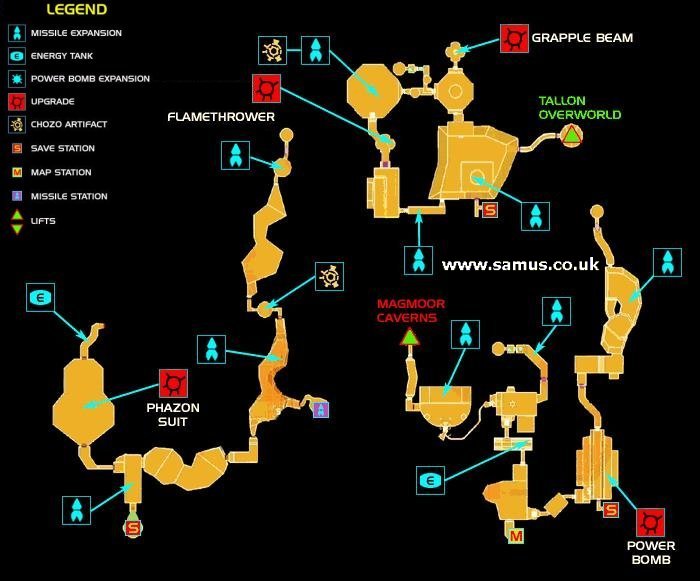 LEGEND
MISSILE EXPANSION
ENERGY TANK
POWER BOMB EXPANSION
UPGRADE
CHOZO ARTIFACT
S SAVE STATION
M MAP STATION
MISSILE STATION
LIFTS
GRAPPLE BEAM
FLAMETHROWER
TALLON
OVERWORLD
S
www.samus.co.uk
E
MAGMOOR
CAVERNS
PHAZON
SUIT
S
E
S
M
POWER
BOMB